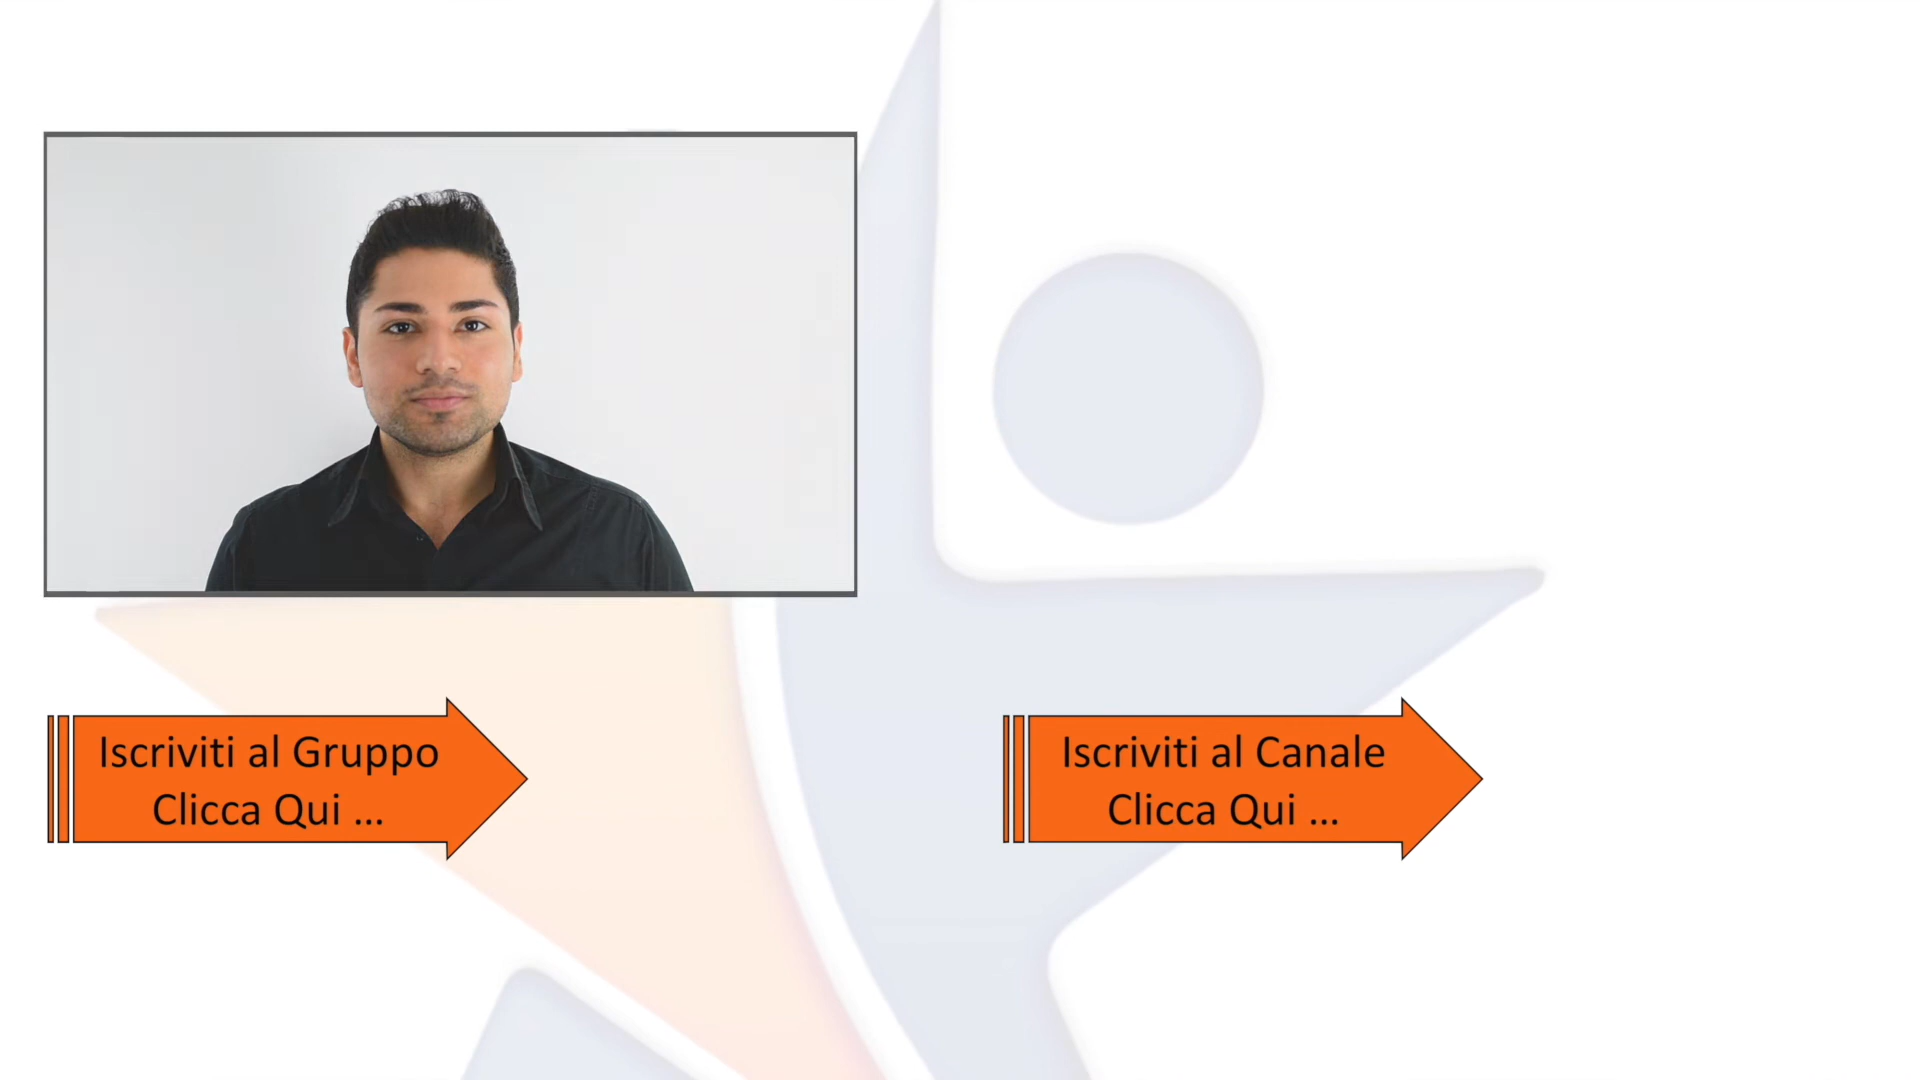 Iscriviti al Gruppo
Clicca Qui ...
Iscriviti al Canale
Clicca Qui ...